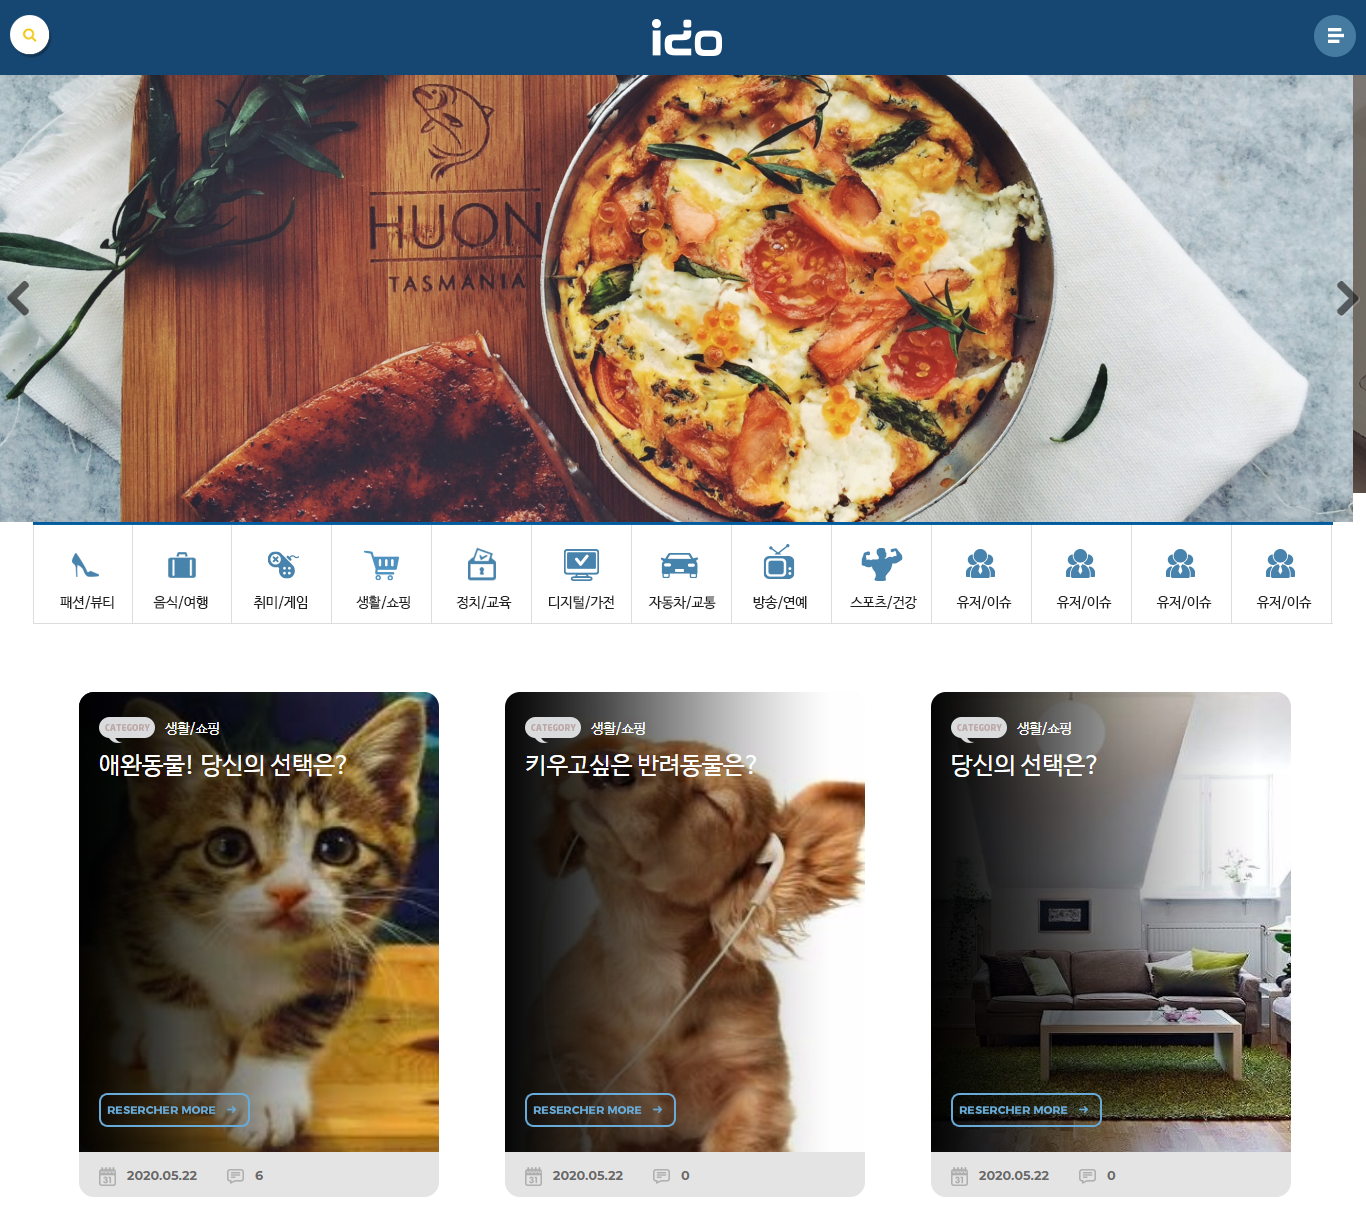 ido
HUON
TASMANIA
패션/뷰티
음식/여행
취미/게임
생활/쇼핑
정치/교육
디지털/가전
자동차/교통
방송/연예
스포츠/건강
유저/이슈
유저/이슈
유저/이슈
유저/이슈
CATEGORY 생활/쇼핑
애완동물! 당신의 선택은?
RESERCHER MORE
2020.05.22 6
CATEGORY 생활/쇼핑
키우고싶은 반려동물은?
RESERCHER MORE
2020.05.22 0
CATEGORY 생활/쇼핑
당신의 선택은?
RESERCHER MORE
2020.05.22 0